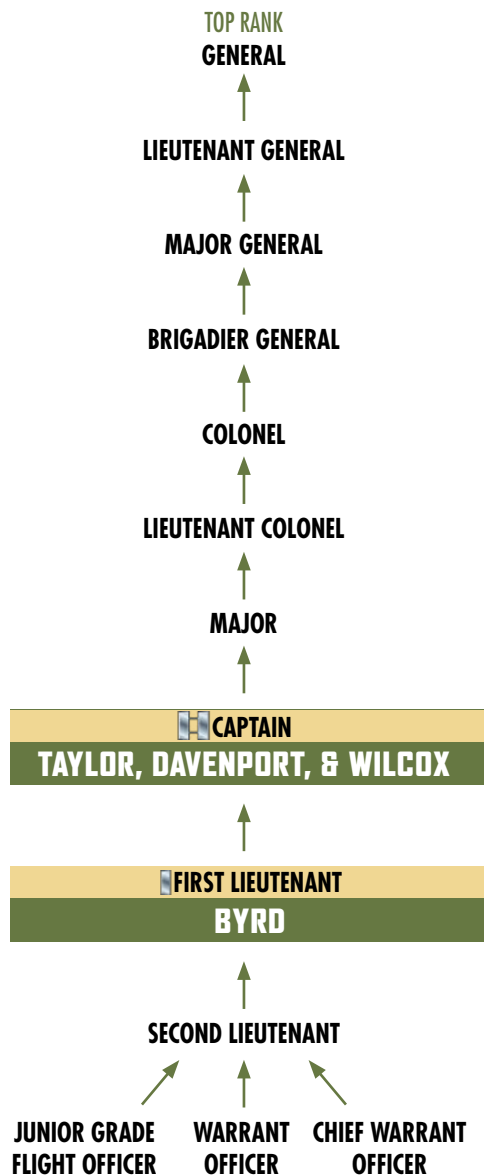 TOP RANK
GENERAL
LIEUTENANT GENERAL
MAJOR GENERAL
BRIGADIER GENERAL
COLONEL
LIEUTENANT COLONEL
MAJOR
CAPTAIN
TAYLOR, DAVENPORT, & WILCOX
FIRST LIEUTENANT
BYRD
SECOND LIEUTENANT
JUNIOR GRADE
FLIGHT OFFICER
WARRANT
OFFICER
CHIEF WARRANT
OFFICER